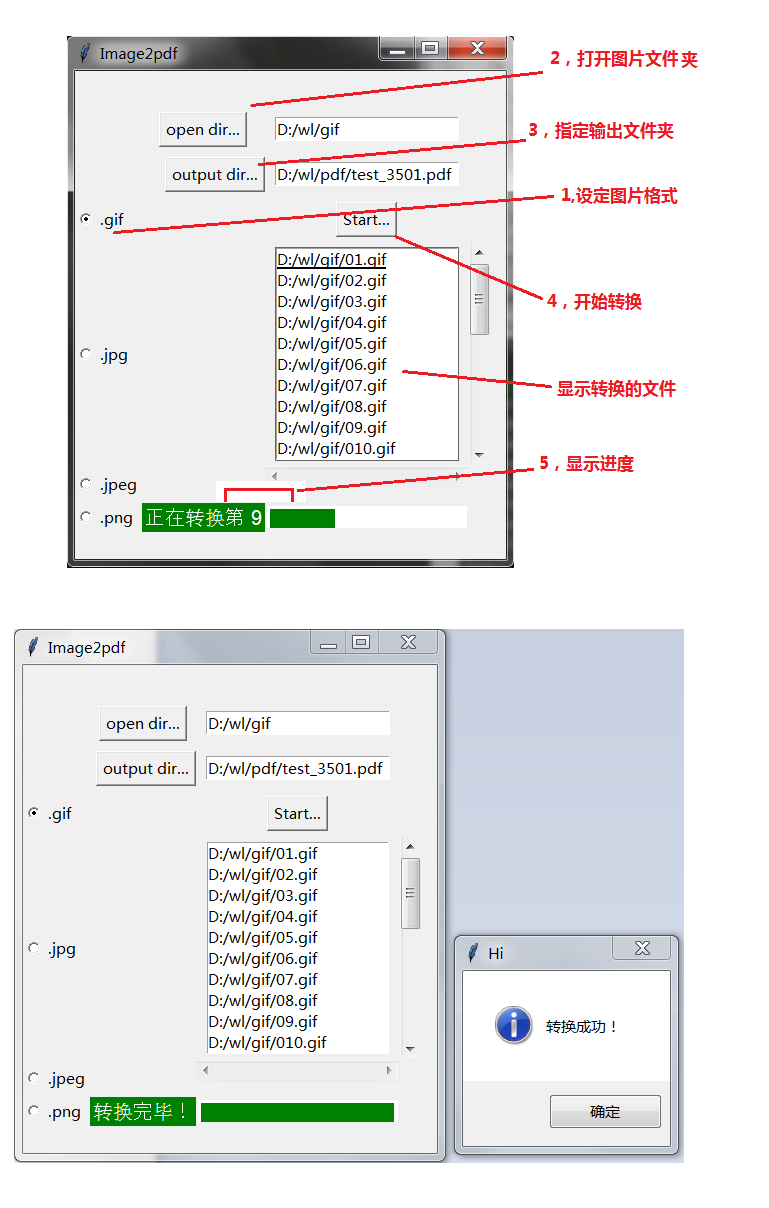 Image2pdf
2，打开图片文件夹
open dir...
D:/wl/gif
3，指定输出文件夹
output dir...
D:/wl/pdf/test_3501.pdf
1,设定图片格式
.gif
Start...
D:/wl/gif/01.gif
D:/wl/gif/02.gif
D:/wl/gif/03.gif
4，开始转换
D:/wl/gif/04.gif
D:/wl/gif/05.gif
.jpg
D:/wl/gif/06.gif
D:/wl/gif/07.gif
显示转换的文件
D:/wl/gif/08.gif
D:/wl/gif/09.gif
D:/wl/gif/010.gif
5，显示进度
.jpeg
.png
正在转换第 9
Image2pdf
open dir...
D:/wl/gif
output dir...
D:/wl/pdf/test_3501.pdf
.gif
Start...
D:/wl/gif/01.gif
D:/wl/gif/02.gif
D:/wl/gif/03.gif
D:/wl/gif/04.gif
D:/wl/gif/05.gif
.jpg
D:/wl/gif/06.gif
D:/wl/gif/07.gif
D:/wl/gif/08.gif
D:/wl/gif/09.gif
D:/wl/gif/010.gif
.jpeg
.png
转换完毕！
Hi
转换成功！
确定